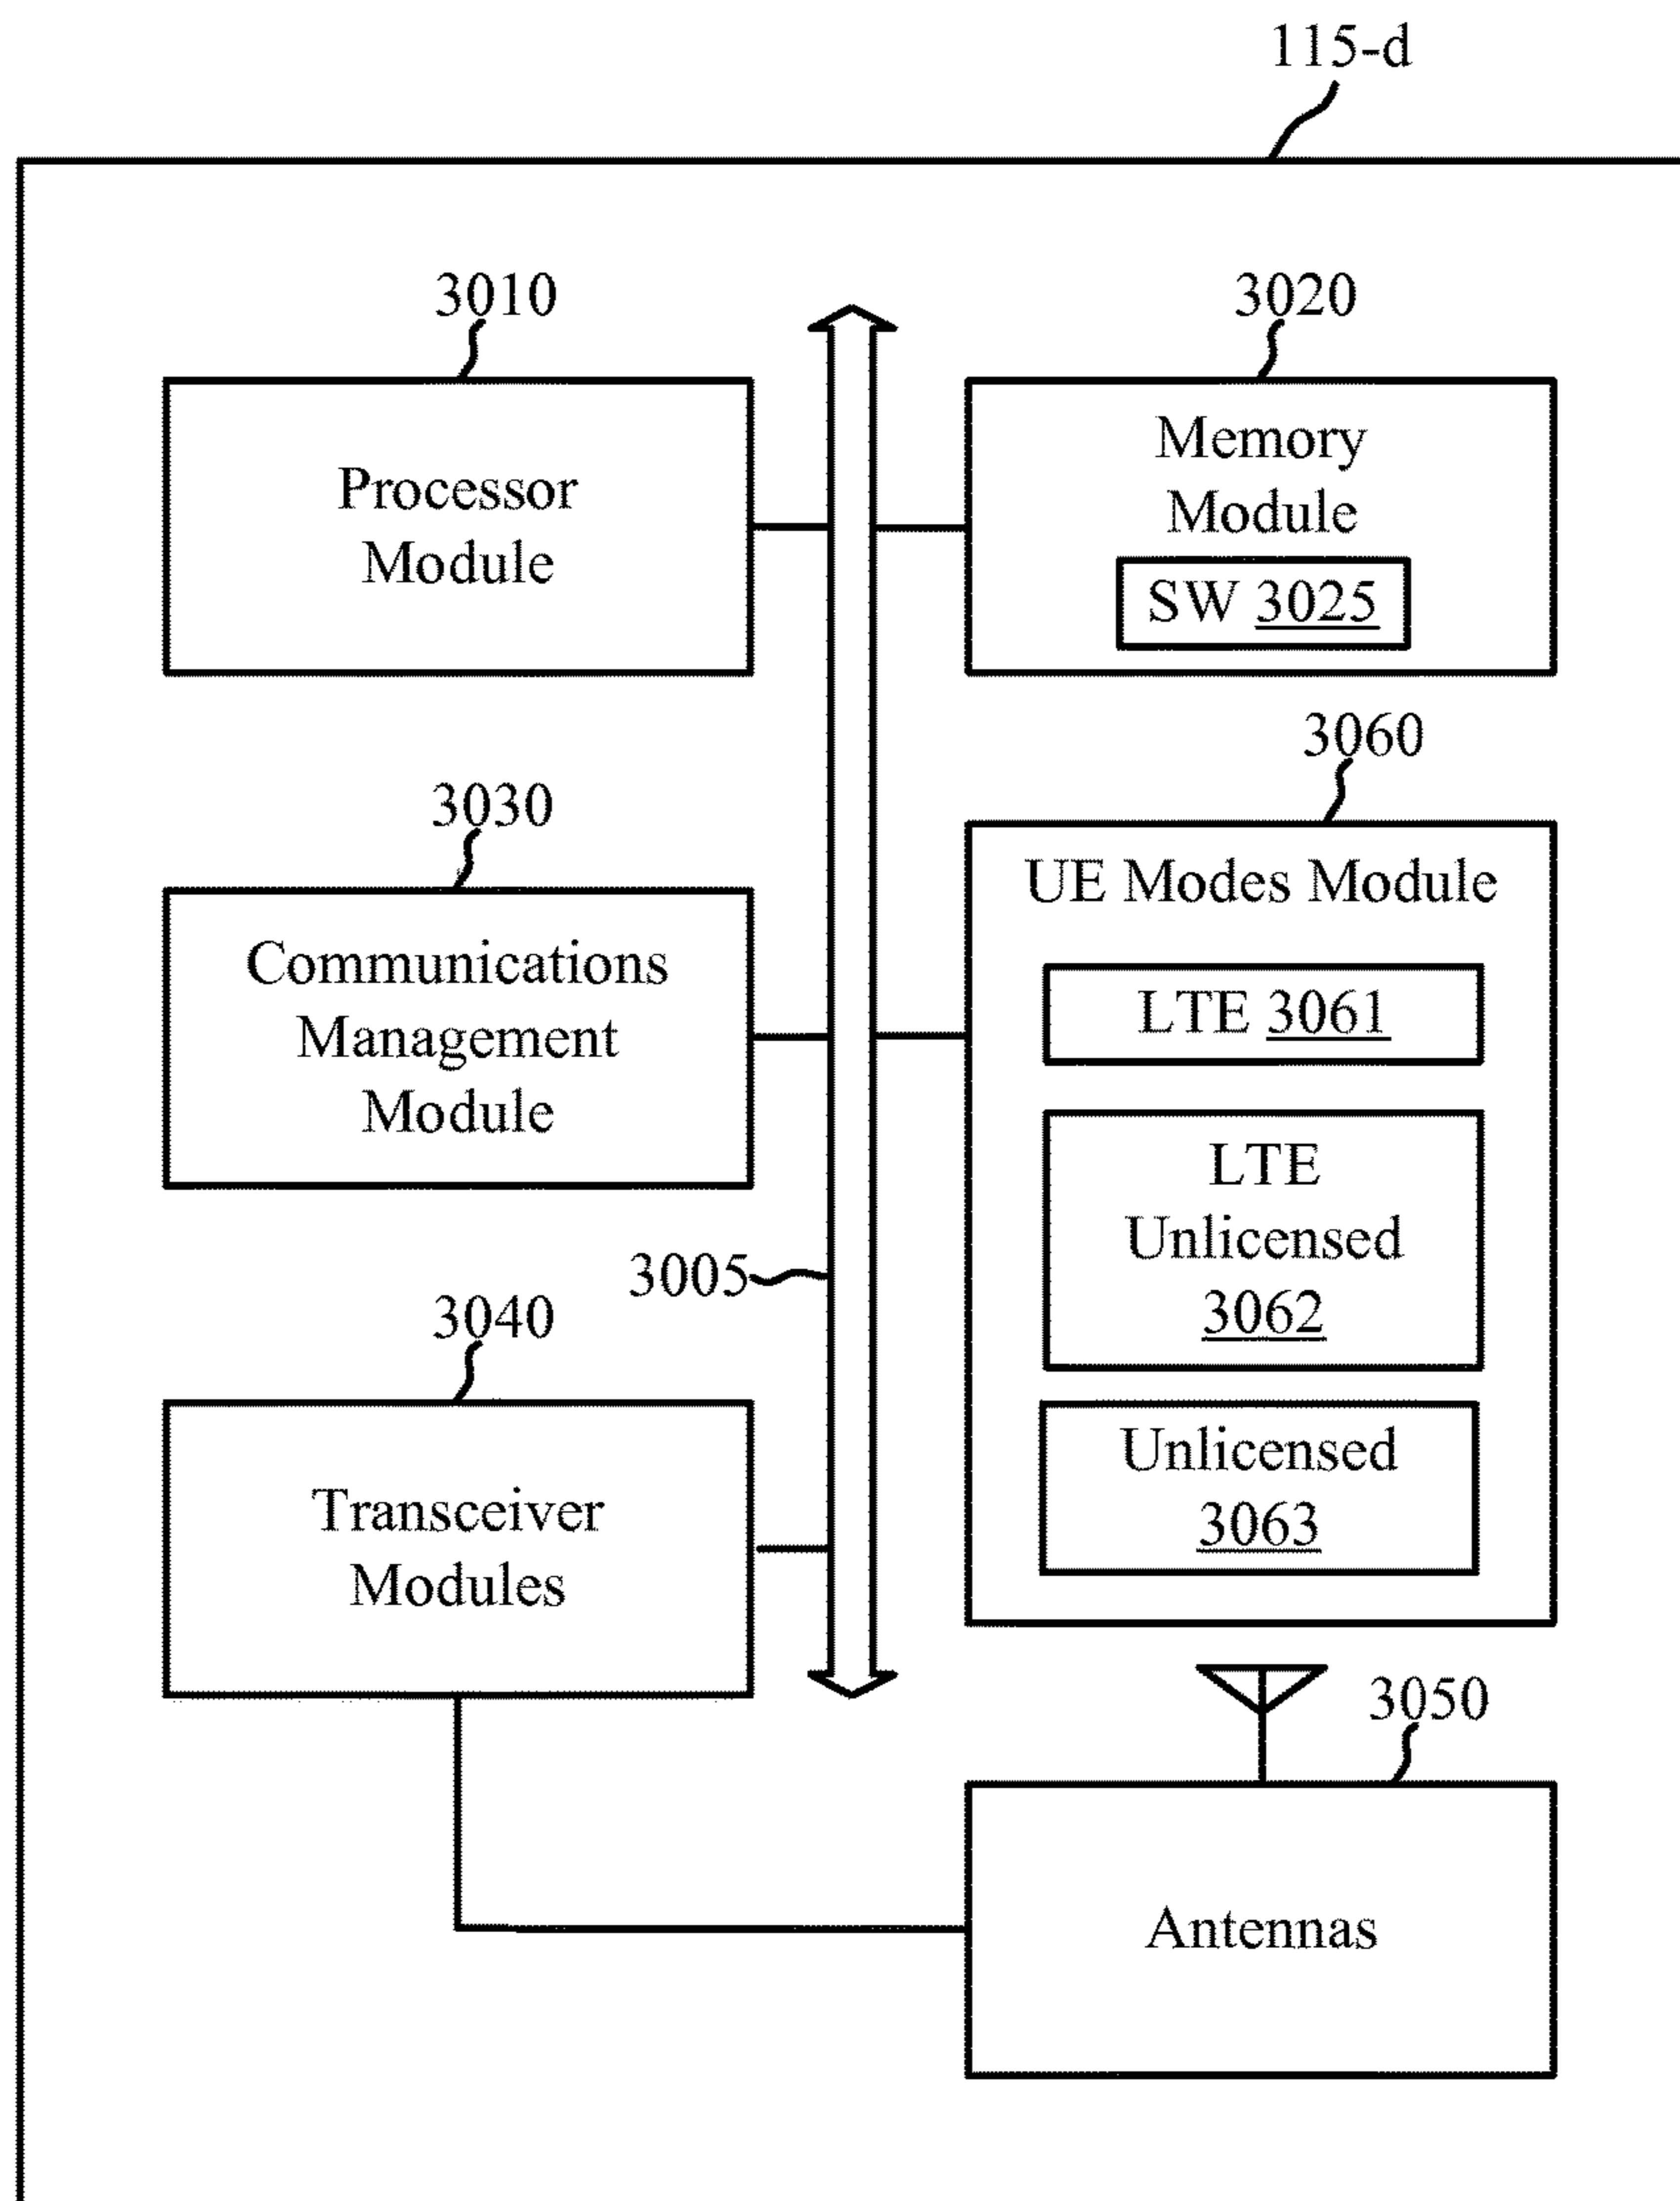 115-d
3010
Processor
Module
3020
Memory
Module
SW 3025
3030
Communications
Management
Module
3060
UE Modes Module
LTE 3061
LTE
Unlicensed
3062
Unlicensed
3063
3005
3040
Transceiver
Modules
3050
Antennas